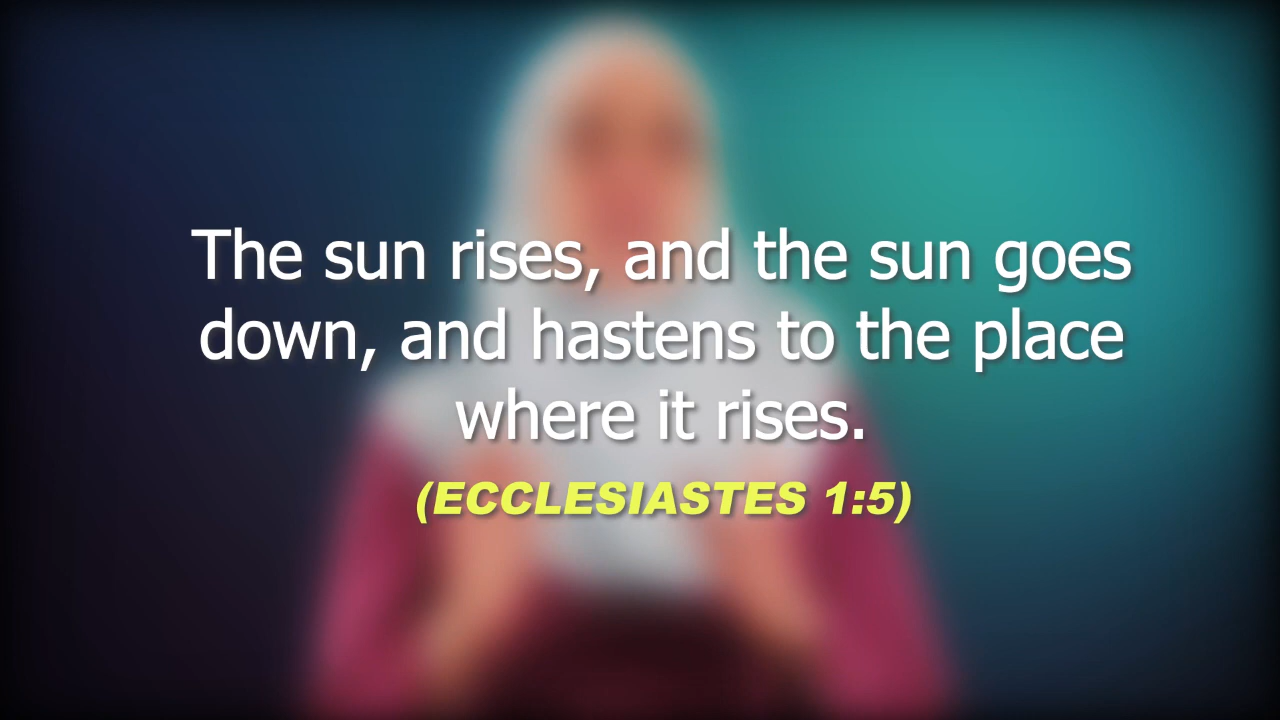 The sun rises, and the sun goes
down, and hastens to the place
where it rises.
(ECCLESIASTES 1:5)